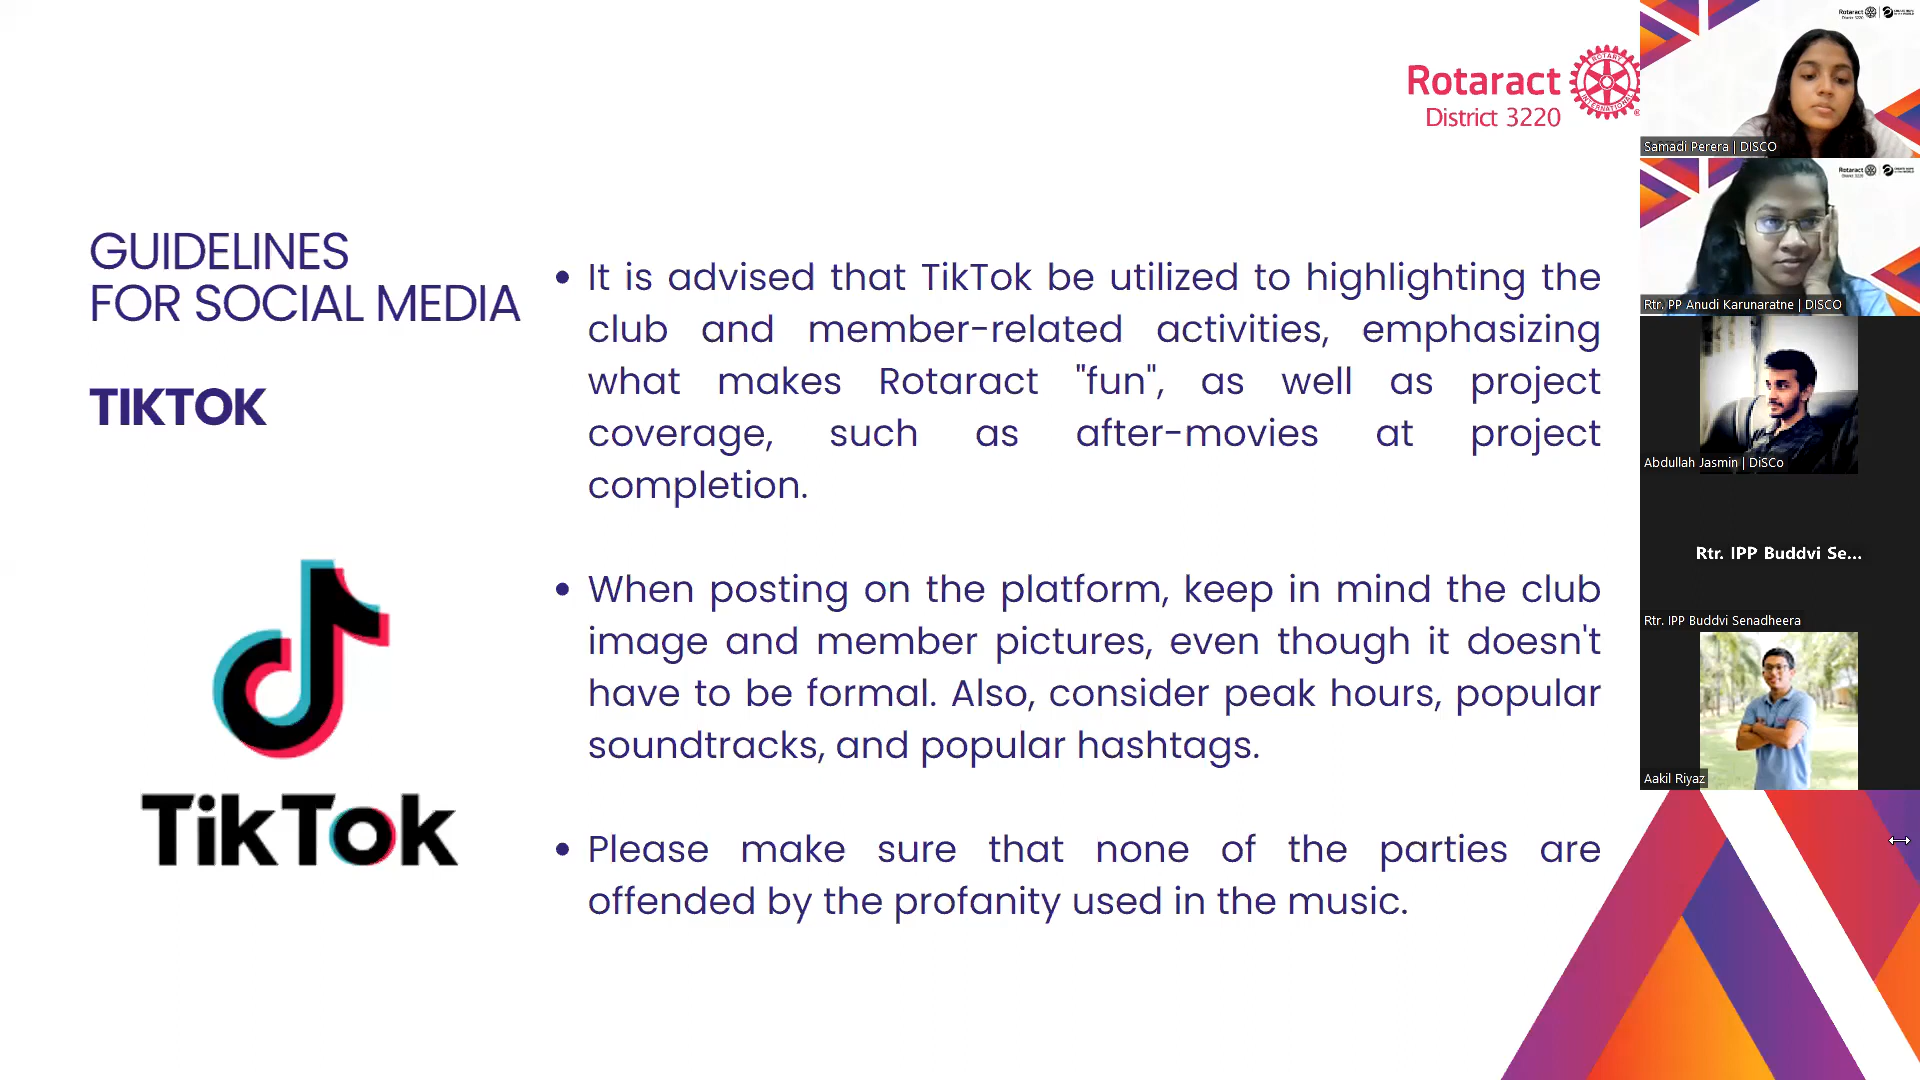 Rotaract
District 3220
ROTARY
INTERNATIONAL
GUIDELINES
FOR SOCIAL MEDIA
TIKTOK
TikTok
• It is advised that TikTok be utilized to highlighting the
club and member-related activities, emphasizing
what makes Rotaract "fun", as well as project
coverage, such as after-movies at project
completion.
• When posting on the platform, keep in mind the club
image and member pictures, even though it doesn't
have to be formal. Also, consider peak hours, popular
soundtracks, and popular hashtags.
• Please make sure that none of the parties are
offended by the profanity used in the music.
Rotaract
Samadi Perera | DISCO
Rotaract
Rtr. PP Anudi Karunaratne | DISCO
Abdullah Jasmin | DiSCo
Rtr. IPP Buddvi Se...
Rtr. IPP Buddvi Senadheera
Aakil Riyaz